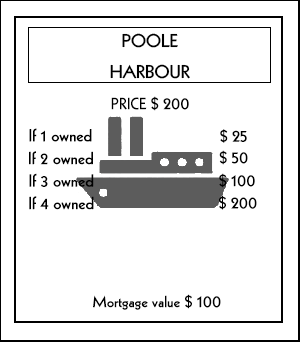 POOLE
HARBOUR
PRICE $ 200
If 1 owned $ 25
If 2 owned $ 50
If 3 owned $ 100
If 4 owned $ 200
Mortgage value $ 100